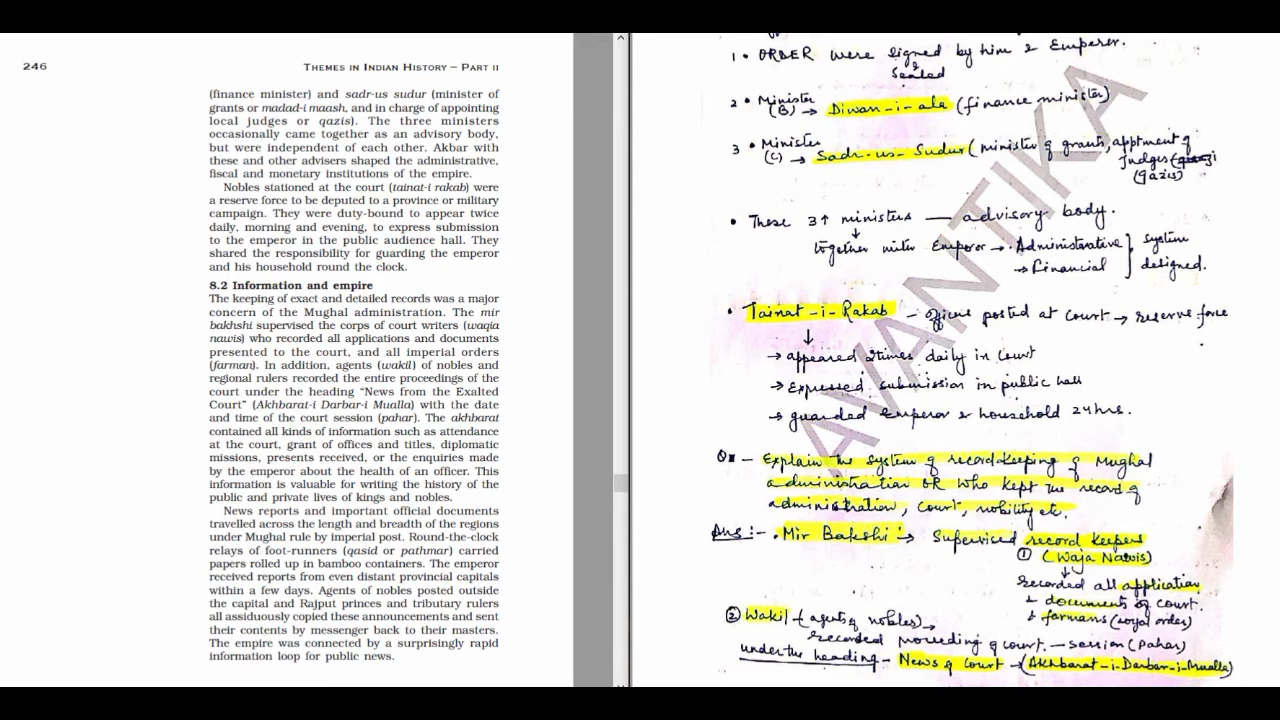 246
THEMES IN INDIAN HISTORY – PART II
(finance minister) and sadr-us sudur (minister of
grants or madad-i maash, and in charge of appointing
local judges or qazis). The three ministers
occasionally came together as an advisory body,
but were independent of each other. Akbar with
these and other advisers shaped the administrative,
fiscal and monetary institutions of the empire.
Nobles stationed at the court (tainat-i rakab) were
a reserve force to be deputed to a province or military
campaign. They were duty-bound to appear twice
daily, morning and evening, to express submission
to the emperor in the public audience hall. They
shared the responsibility for guarding the emperor
and his household round the clock.
8.2 Information and empire
The keeping of exact and detailed records was a major
concern of the Mughal administration. The mir
bakhshi supervised the corps of court writers (waqia
nawis) who recorded all applications and documents
presented to the court, and all imperial orders
(farman). In addition, agents (wakil) of nobles and
regional rulers recorded the entire proceedings of the
court under the heading “News from the Exalted
Court” (Akhbarat-i Darbar-i Mualla) with the date
and time of the court session (pahar). The akhbarat
contained all kinds of information such as attendance
at the court, grant of offices and titles, diplomatic
missions, presents received, or the enquiries made
by the emperor about the health of an officer. This
information is valuable for writing the history of the
public and private lives of kings and nobles.
News reports and important official documents
travelled across the length and breadth of the regions
under Mughal rule by imperial post. Round-the-clock
relays of foot-runners (qasid or pathmar) carried
papers rolled up in bamboo containers. The emperor
received reports from even distant provincial capitals
within a few days. Agents of nobles posted outside
the capital and Rajput princes and tributary rulers
all assiduously copied these announcements and sent
their contents by messenger back to their masters.
The empire was connected by a surprisingly rapid
information loop for public news.
1 • ORDER were signed by him & Emperor.
& Sealed
2 • Minister (B) → Diwan-i-ala (finance minister)
3 • Minister (C) → Sadr-us-Sudur (minister of grants, apptment of
Judges
(qazis)
• These 3↑ ministers — advisory body.
together with Emperor → • Administrative } system
→ Financial } designed.
• Tainat-i-Rakab – officers posted at court → reserve force
→ appeared 2times daily in court
→ Expressed submission in public hall
→ guarded Emperor & household 24 hrs.
– Explain the system of record keeping of Mughal
administration OR who kept the record of
administration, court, nobility etc.
Ans :- • Mir Bakshi :→ Supervised record keepers
① (Waja Nawis)
recorded all application
& documents of court.
& farmans (royal order)
② Wakil – (agents of nobles) →
recorded proceeding of court. – session (pahar)
under the heading – News of Court → (Akhbarat-i-Darbar-i-Mualla)
AVANTIKA